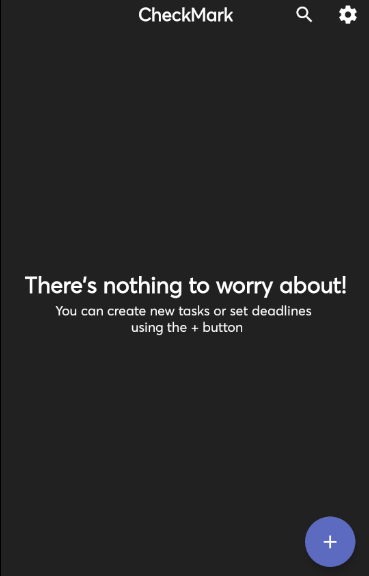 CheckMark
There's nothing to worry about!
You can create new tasks or set deadlines
using the + button
+